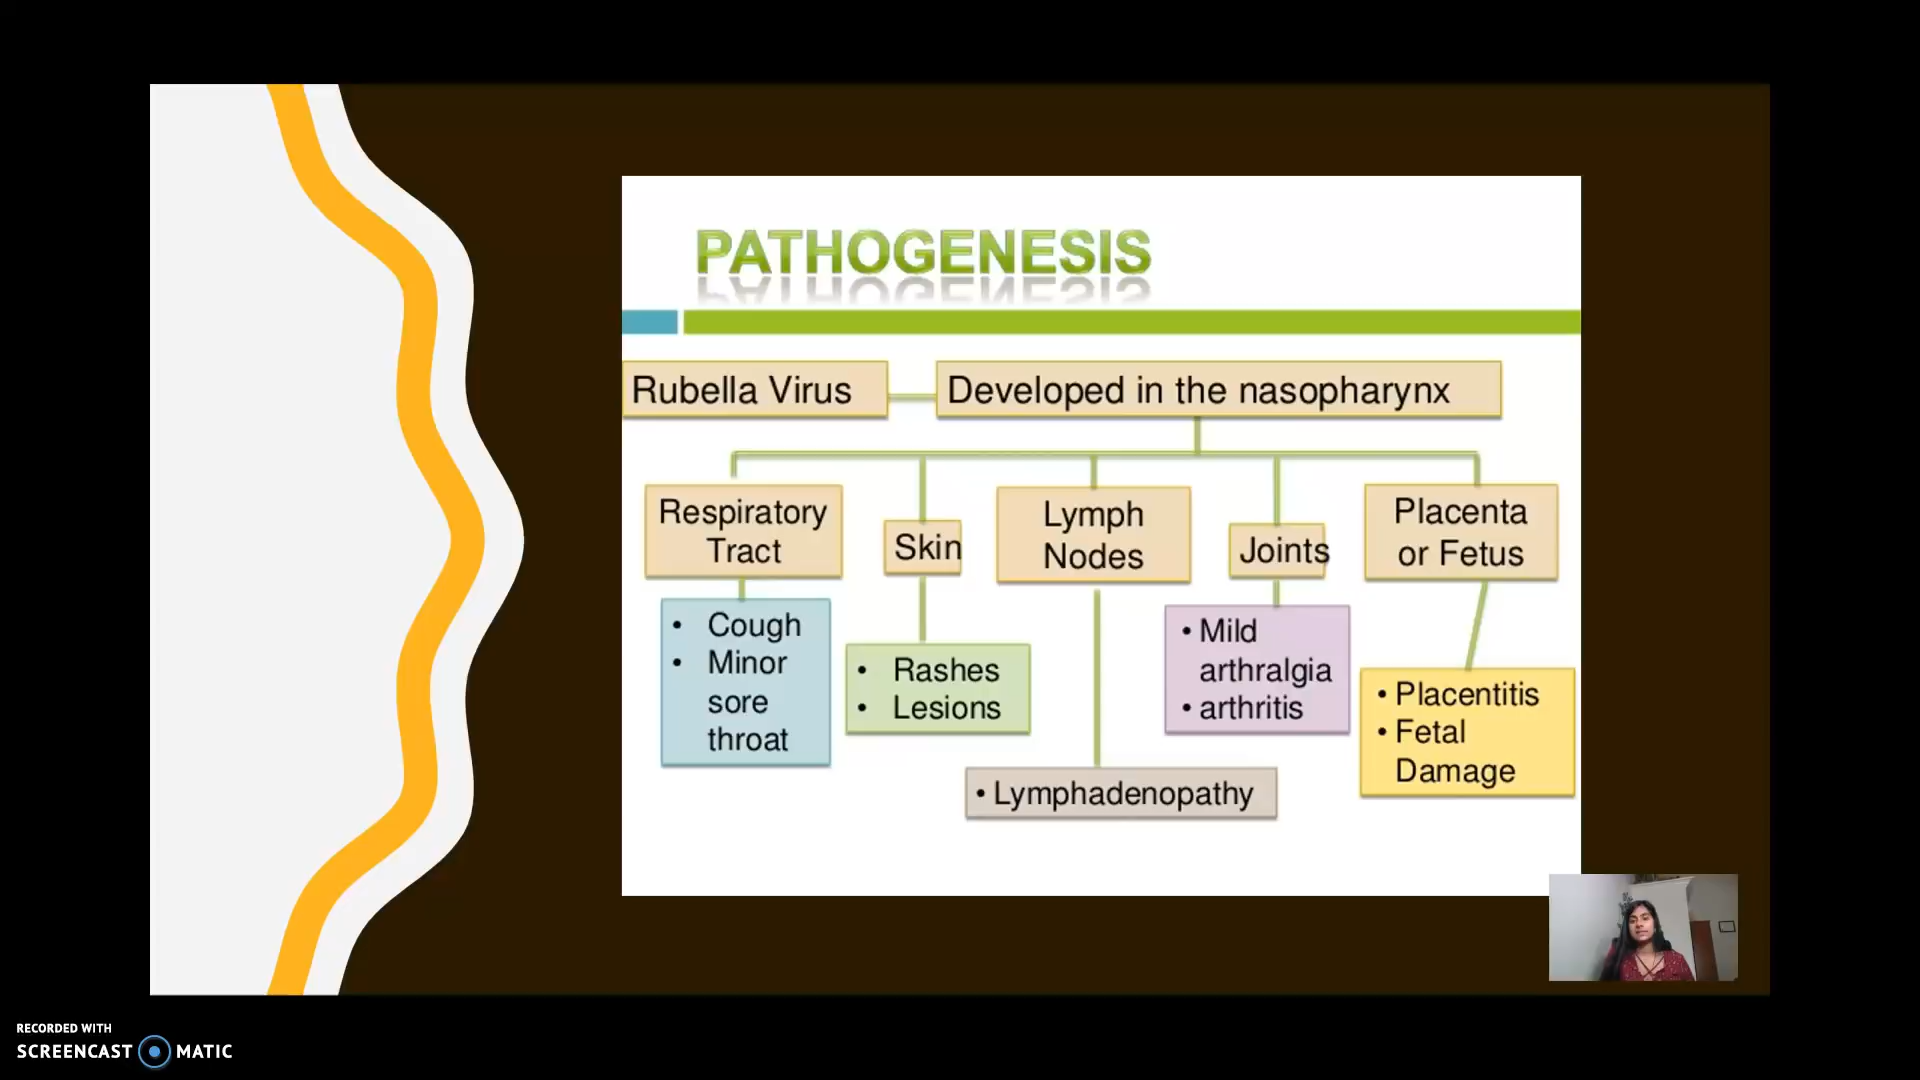 PATHOGENESIS
Rubella Virus
Developed in the nasopharynx
Respiratory
Tract
Skin
Lymph
Nodes
Joints
Placenta
or Fetus
• Cough
• Minor
sore
throat
• Rashes
• Lesions
• Lymphadenopathy
• Mild
arthralgia
• arthritis
• Placentitis
• Fetal
Damage
RECORDED WITH
SCREENCAST MATIC